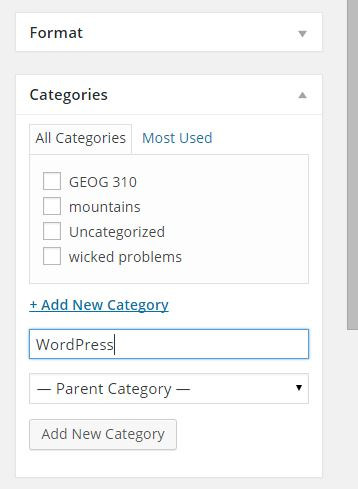 Format
Categories
All Categories Most Used
GEOG 310
mountains
Uncategorized
wicked problems
+ Add New Category
WordPress
— Parent Category —
Add New Category